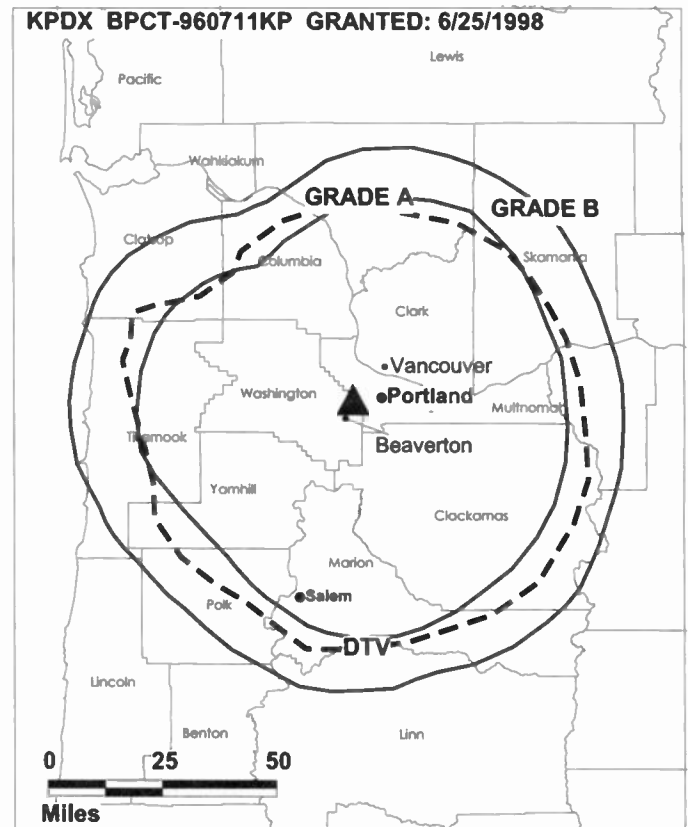 KPDX BPCT-960711KP GRANTED: 6/25/1998
Lewis
Pacific
Wahkiakum
GRADE A
GRADE B
Clatsop
Columbia
Skamania
Clark
Vancouver
Washington
Portland
Multnomah
Tillamook
Beaverton
Yamhill
Clackamas
Marion
Salem
Polk
DTV
Lincoln
Benton
Linn
0 25 50
Miles